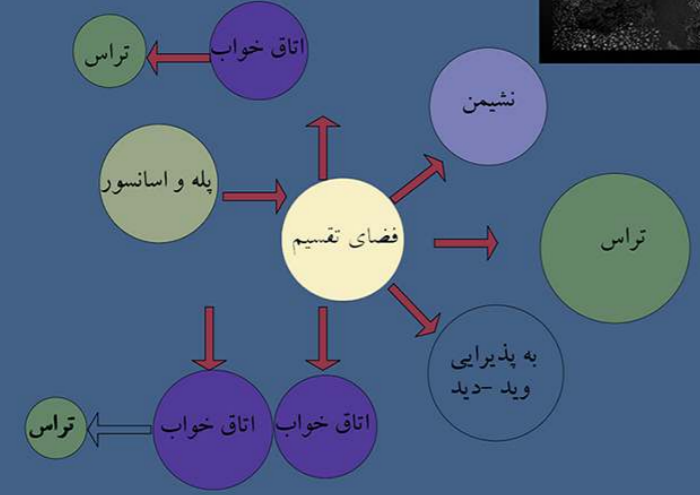 اتاق خواب
تراس
نشیمن
پله و اسانسور
فضای تقسیم
تراس
به پذیرایی
وید -دید
اتاق خواب
اتاق خواب
تراس